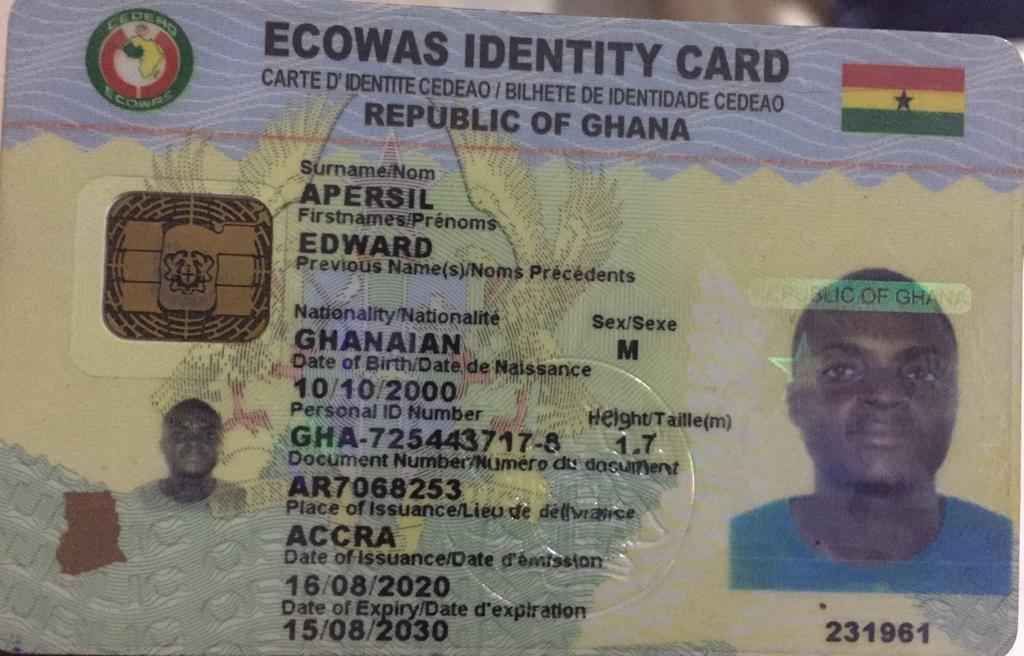 CEDEAO
ECOWAS
ECOWAS IDENTITY CARD
CARTE D'IDENTITE CEDEAO / BILHETE DE IDENTIDADE CEDEAO
REPUBLIC OF GHANA
Surname/Nom
APERSIL
Firstnames/Prénoms
EDWARD
Previous Name(s)/Noms Précédents
Nationality/Nationalité
GHANAIAN
Sex/Sexe
M
Date of Birth/Date de Naissance
10/10/2000
Personal ID Number
GHA-725443717-8
Height/Taille(m)
1.7
Document Number/Numéro du document
AR7068253
Place of Issuance/Lieu de délivrance
ACCRA
Date of Issuance/Date d'émission
16/08/2020
Date of Expiry/Date d'expiration
15/08/2030
PUBLIC OF GHANA
231961